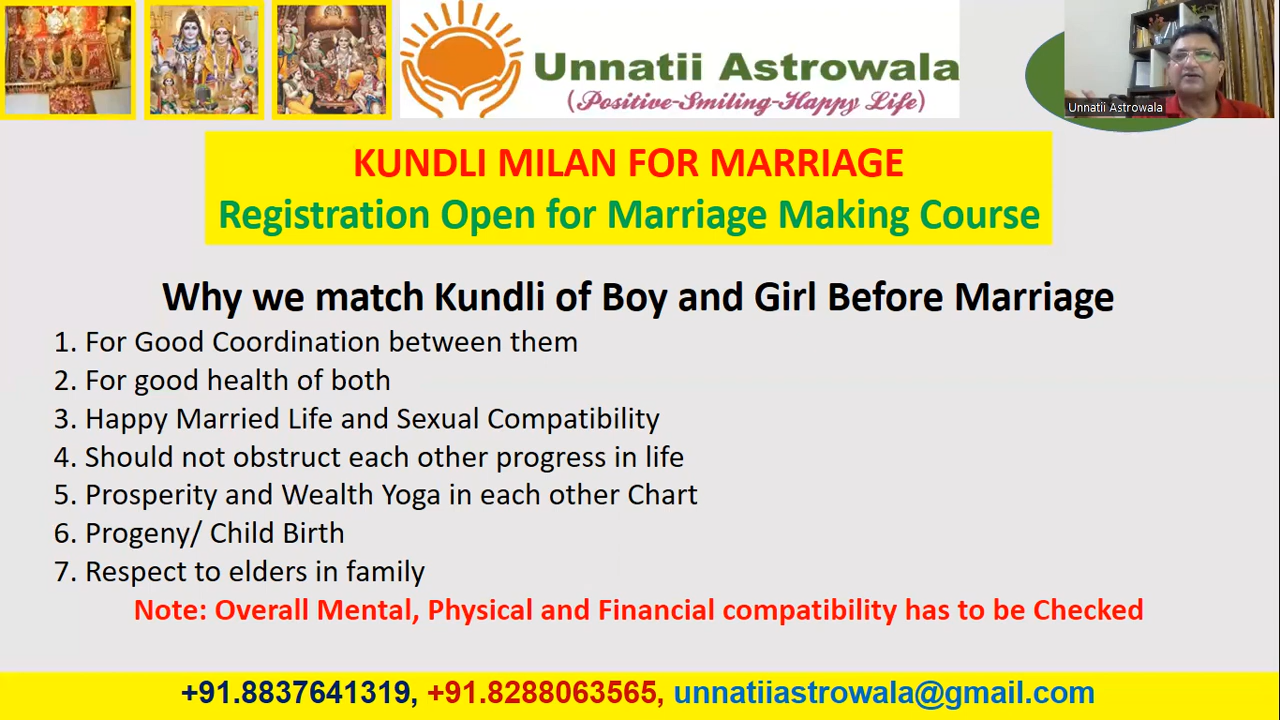 Unnatii Astrowala
(Positive-Smiling-Happy Life)
Unnatii Astrowala
KUNDLI MILAN FOR MARRIAGE
Registration Open for Marriage Making Course
Why we match Kundli of Boy and Girl Before Marriage
1. For Good Coordination between them
2. For good health of both
3. Happy Married Life and Sexual Compatibility
4. Should not obstruct each other progress in life
5. Prosperity and Wealth Yoga in each other Chart
6. Progeny/ Child Birth
7. Respect to elders in family
Note: Overall Mental, Physical and Financial compatibility has to be Checked
+91.8837641319, +91.8288063565, unnatiiastrowala@gmail.com